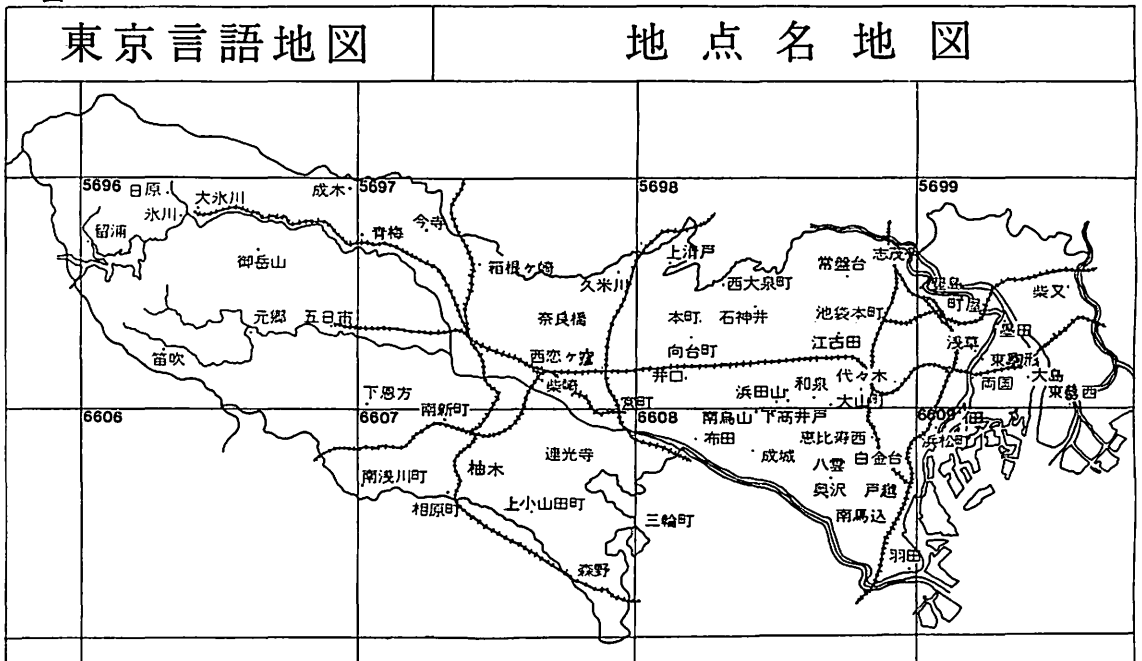 東京言語地図
地点名地図
5696
5697
5698
5699
日原
大氷川
成木
氷川
留浦
青梅
今寺
御岳山
箱根ヶ崎
久米川
上清戸
西大泉町
常盤台
志茂
柴又
町屋
元郷
五日市
奈良橋
本町
石神井
池袋本町
墨田
笛吹
向台町
江古田
浅草
西恋ヶ窪
井口
代々木
東駒形
両国
大島
東葛西
柴崎
浜田山
和泉
大山町
下恩方
宮町
6606
6607
6608
6609
南新町
南烏山
下高井戸
佃
布田
恵比寿西
浜松町
連光寺
成城
八雲
白金台
柚木
南浅川町
奥沢
戸越
相原町
上小山田町
三輪町
南馬込
羽田
森野